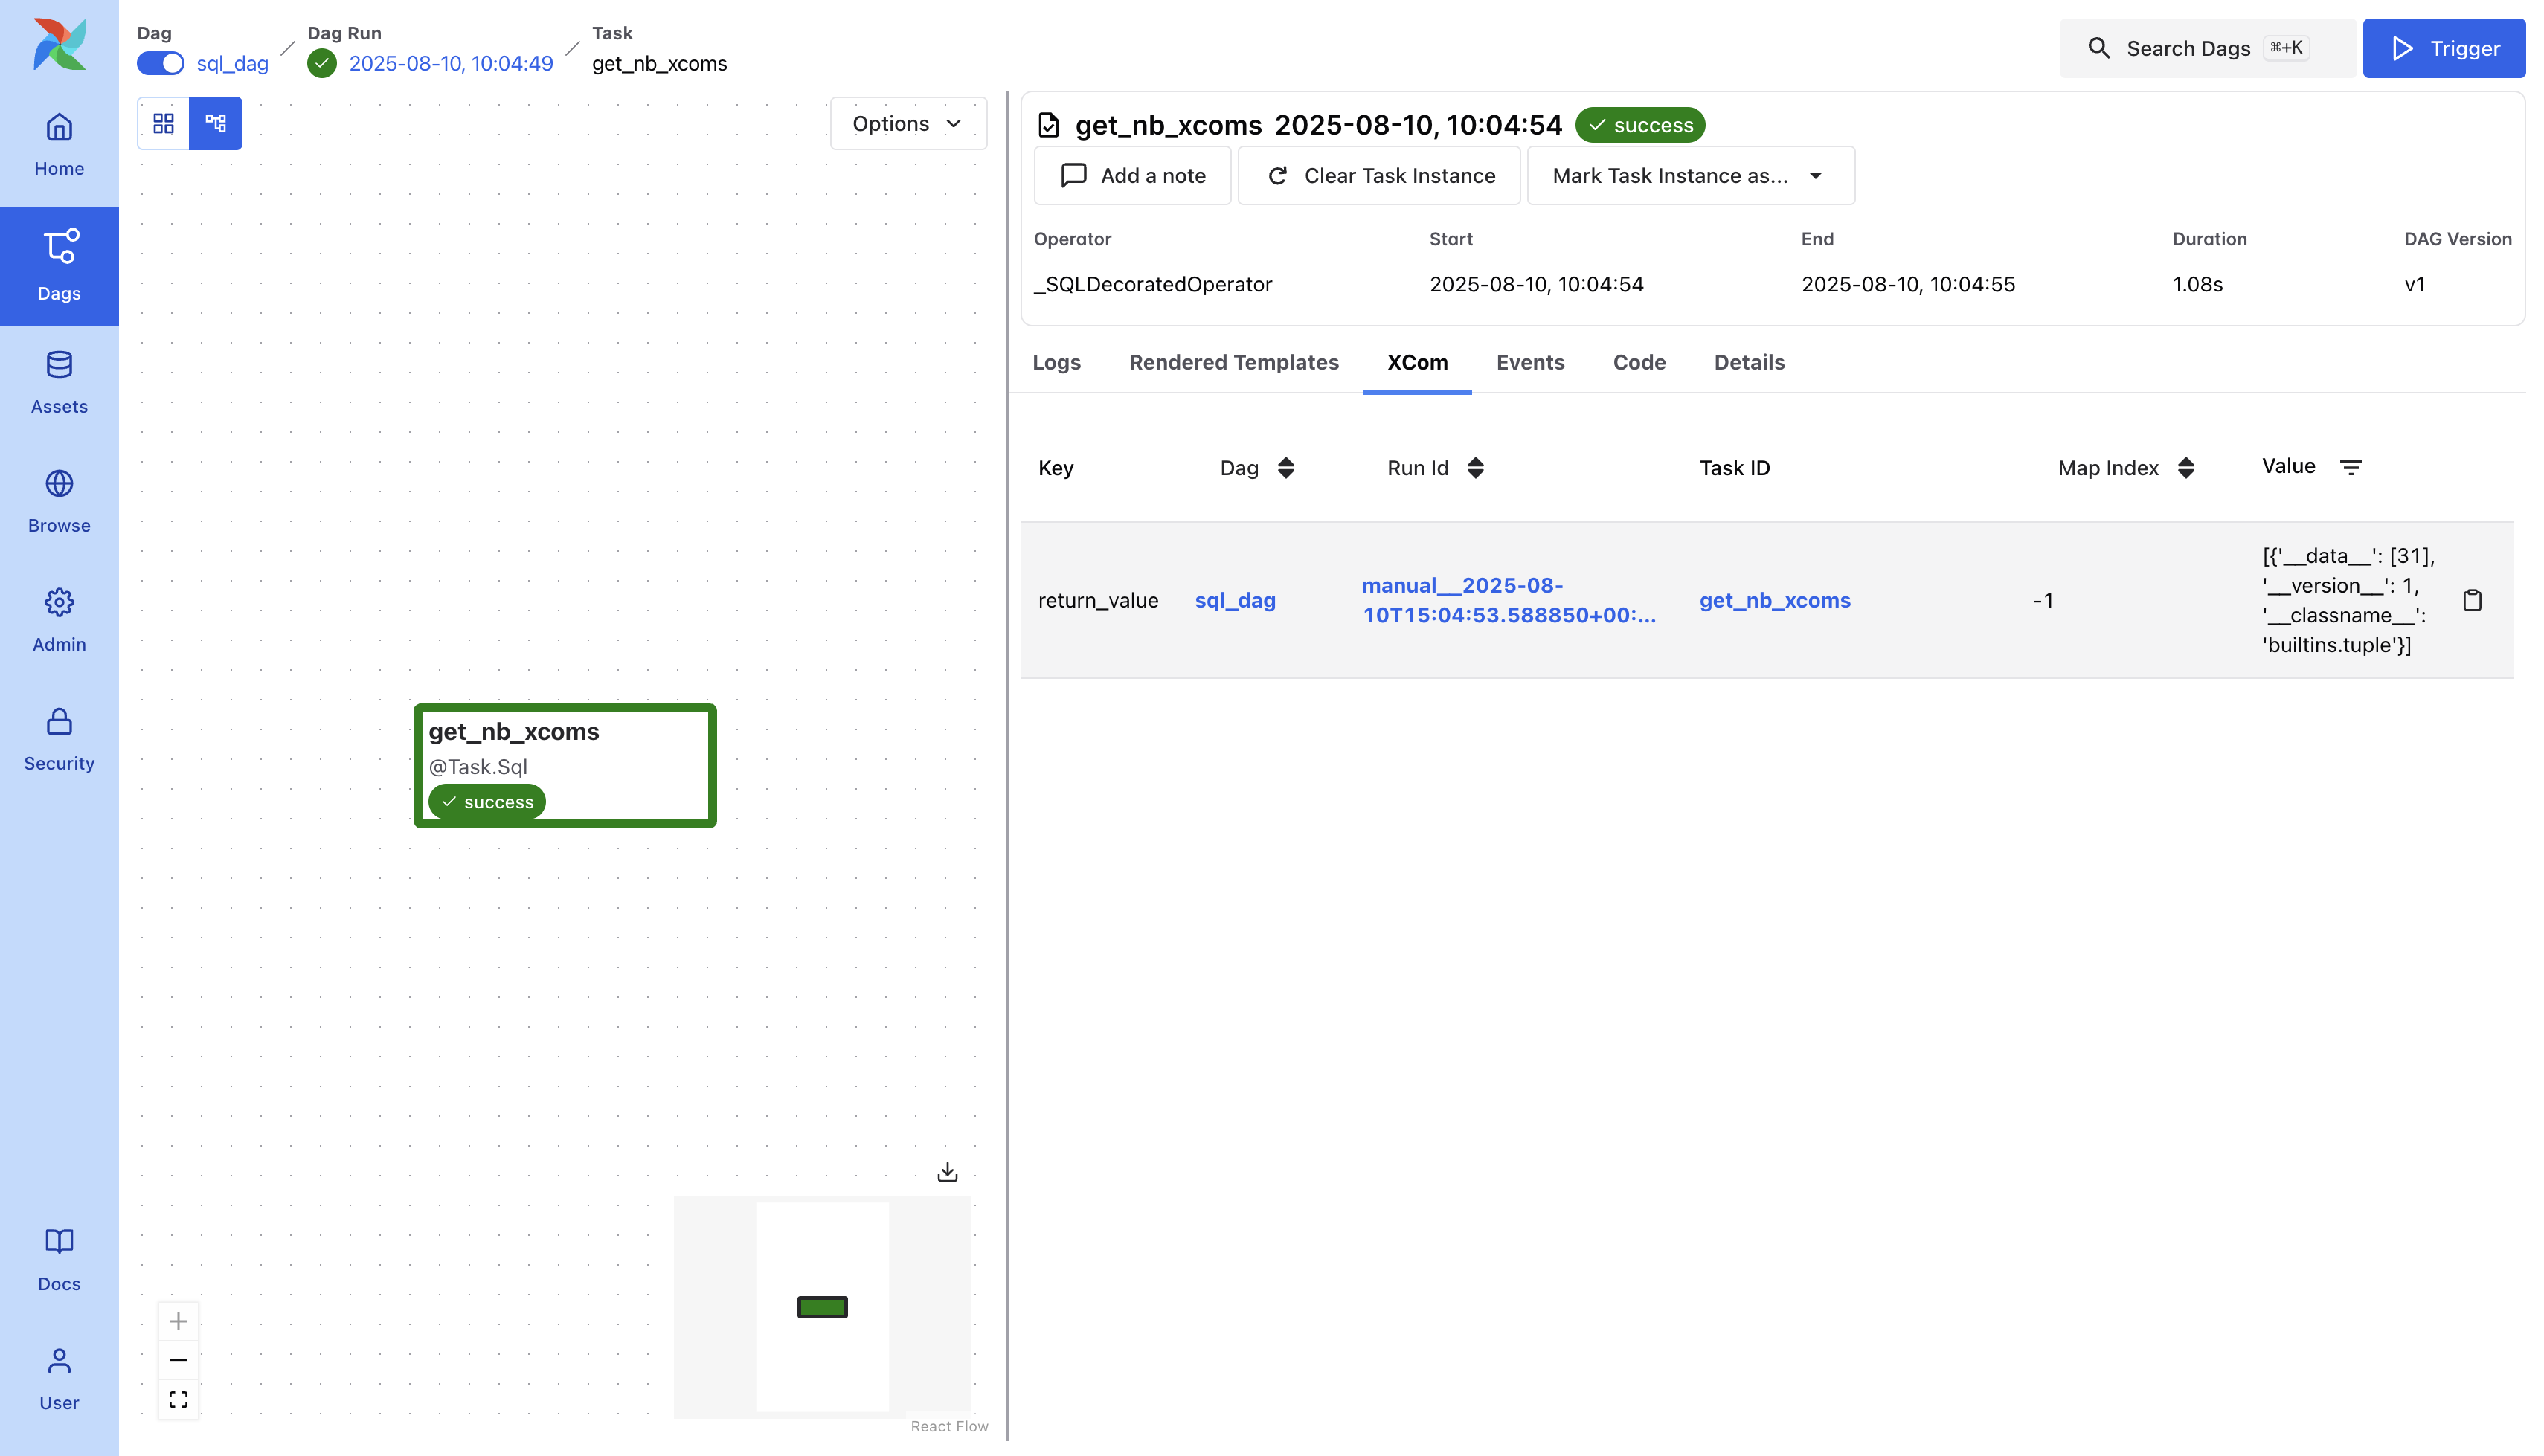 Dag
sql_dag
Dag Run
2025-08-10, 10:04:49
Task
get_nb_xcoms
Search Dags
⌘+K
Trigger
Home
Dags
Assets
Browse
Admin
Security
Docs
User
Options
get_nb_xcoms
@Task.Sql
success
React Flow
get_nb_xcoms 2025-08-10, 10:04:54 success
Add a note
Clear Task Instance
Mark Task Instance as...
Operator Start End Duration DAG Version
_SQLDecoratedOperator 2025-08-10, 10:04:54 2025-08-10, 10:04:55 1.08s v1
Logs Rendered Templates XCom Events Code Details
Key Dag Run Id Task ID Map Index Value
return_value
sql_dag
manual__2025-08-
10T15:04:53.588850+00:...
get_nb_xcoms
-1
[{'__data__': [31],
'__version__': 1,
'__classname__':
'builtins.tuple'}]